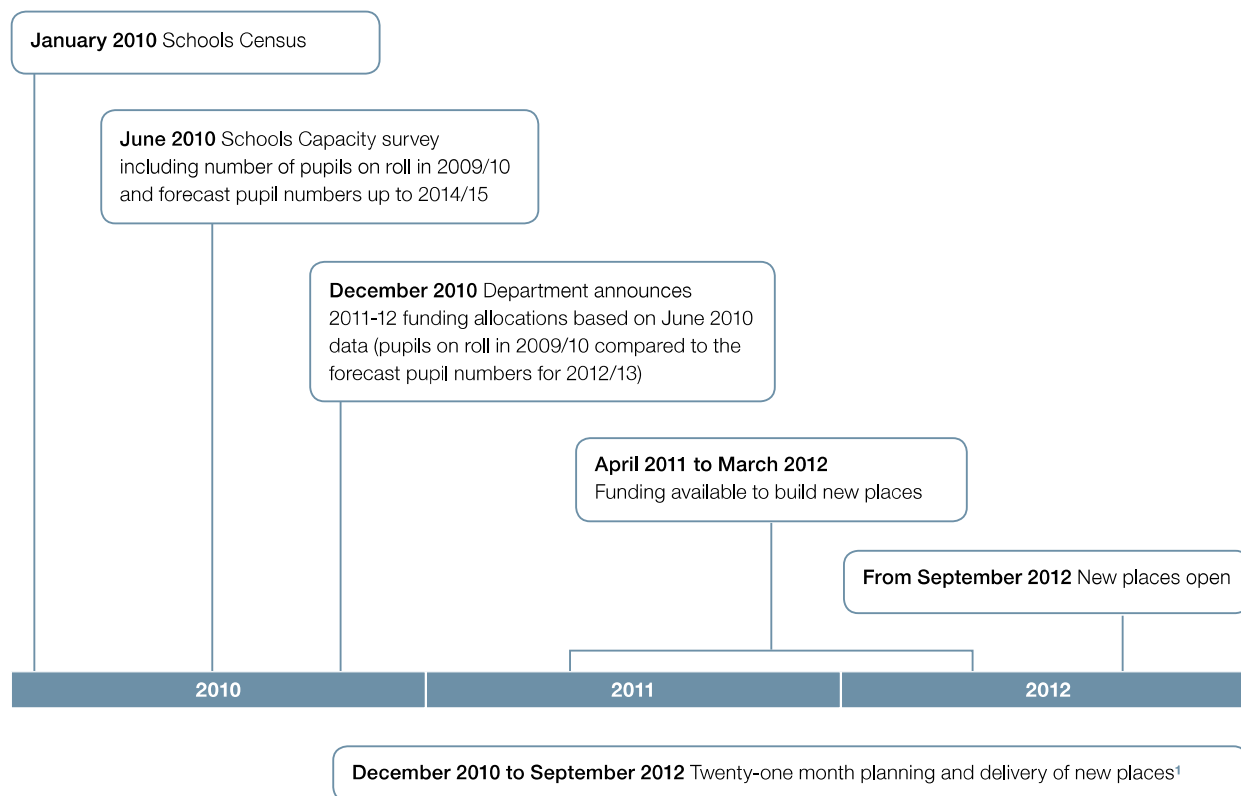 January 2010 Schools Census
June 2010 Schools Capacity survey
including number of pupils on roll in 2009/10
and forecast pupil numbers up to 2014/15
December 2010 Department announces
2011-12 funding allocations based on June 2010
data (pupils on roll in 2009/10 compared to the
forecast pupil numbers for 2012/13)
April 2011 to March 2012
Funding available to build new places
From September 2012 New places open
2010
2011
2012
December 2010 to September 2012 Twenty-one month planning and delivery of new places¹